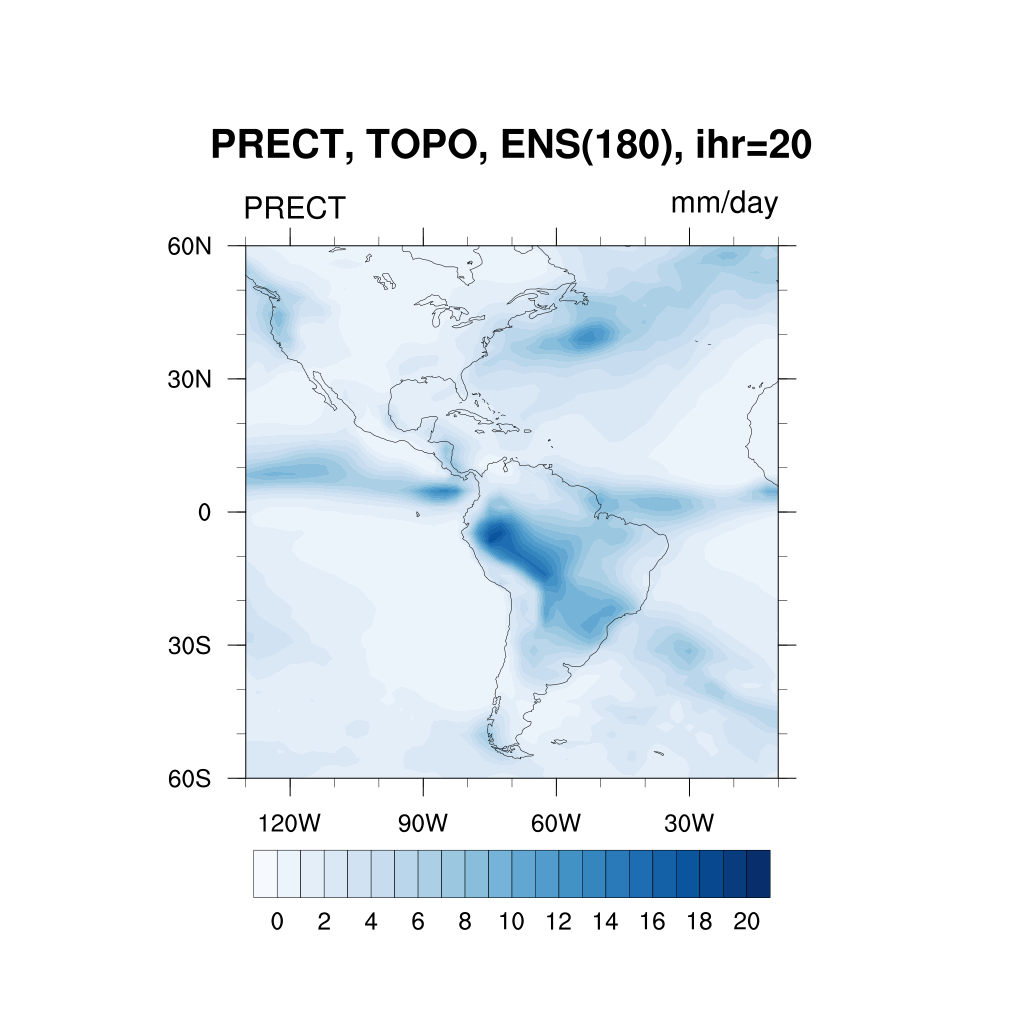 PRECT, TOPO, ENS(180), ihr=20
PRECT mm/day
60N
30N
0
30S
60S
120W 90W 60W 30W
0 2 4 6 8 10 12 14 16 18 20